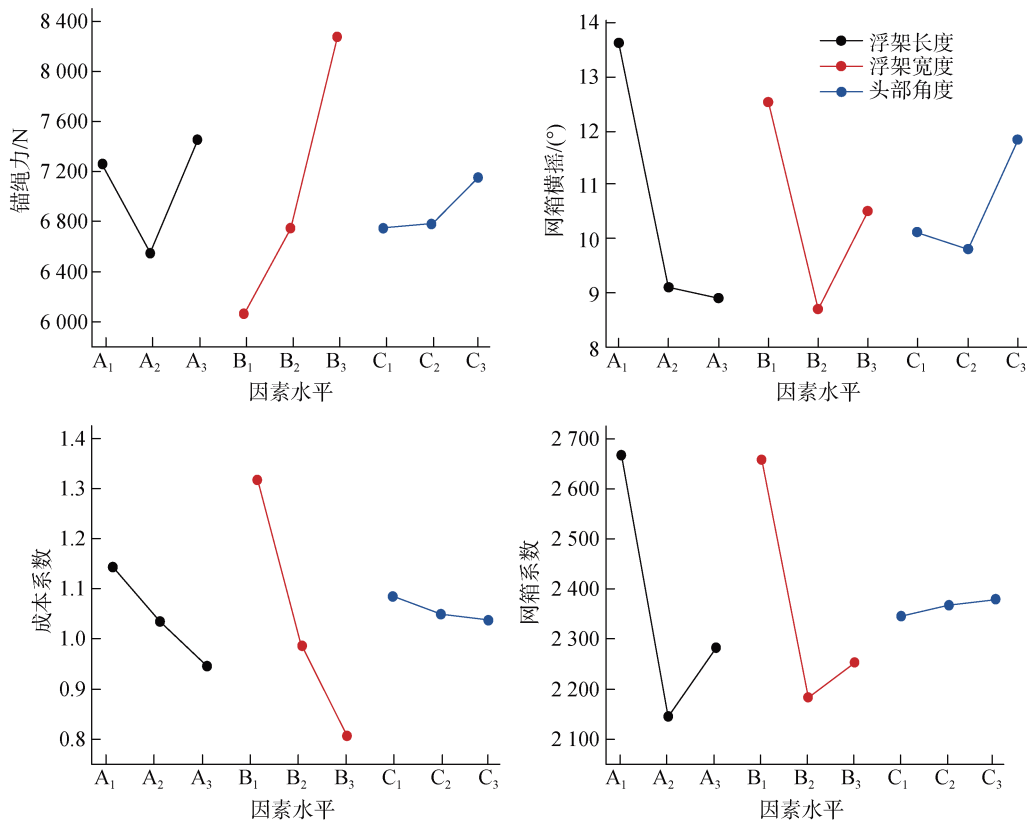 锚绳力/N
8 400
8 000
7 600
7 200
6 800
6 400
6 000
A₁ A₂ A₃ B₁ B₂ B₃ C₁ C₂ C₃
因素水平
网箱横摇/(°)
14
13
12
11
10
9
8
浮架长度
浮架宽度
头部角度
A₁ A₂ A₃ B₁ B₂ B₃ C₁ C₂ C₃
因素水平
成本系数
1.4
1.3
1.2
1.1
1.0
0.9
0.8
A₁ A₂ A₃ B₁ B₂ B₃ C₁ C₂ C₃
因素水平
网箱系数
2 700
2 600
2 500
2 400
2 300
2 200
2 100
A₁ A₂ A₃ B₁ B₂ B₃ C₁ C₂ C₃
因素水平